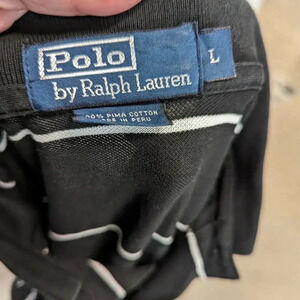 Polo
by Ralph Lauren
L
PIMA COTTON
IN PERU